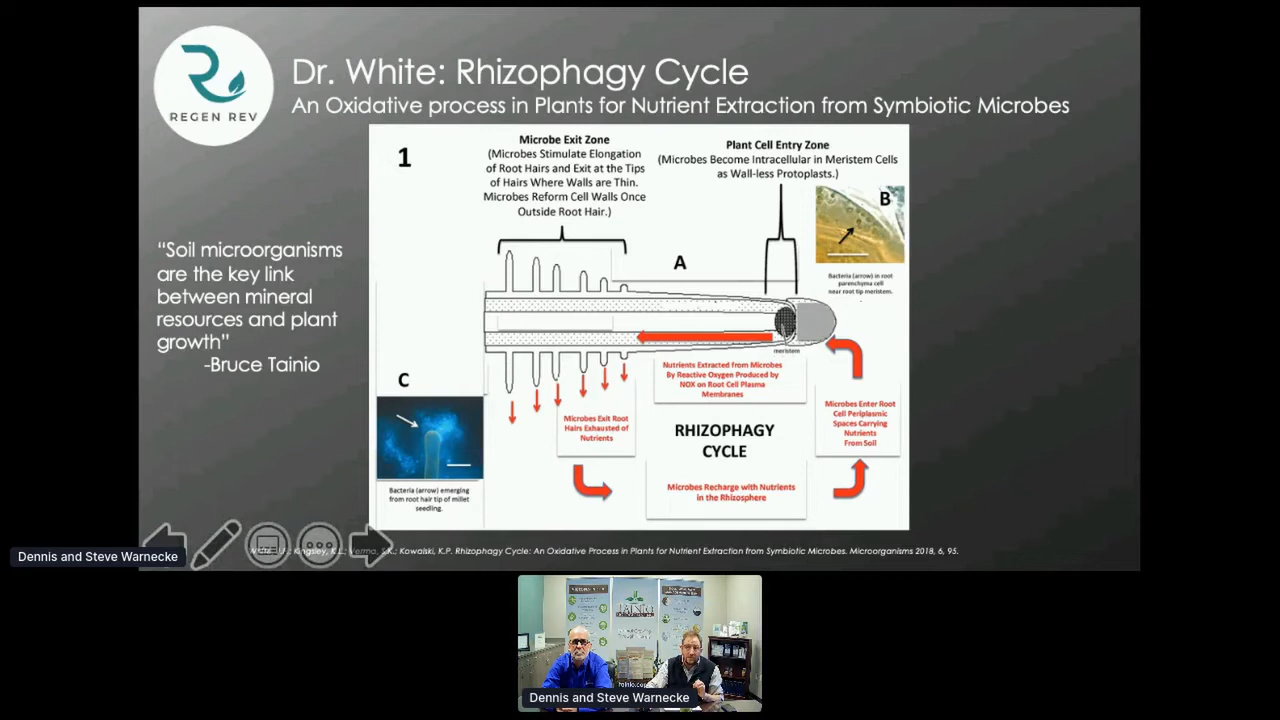 REGEN REV
Dr. White: Rhizophagy Cycle
An Oxidative process in Plants for Nutrient Extraction from Symbiotic Microbes
“Soil microorganisms
are the key link
between mineral
resources and plant
growth”
-Bruce Tainio
1
Microbe Exit Zone
(Microbes Stimulate Elongation
of Root Hairs and Exit at the Tips
of Hairs Where Walls are Thin.
Microbes Reform Cell Walls Once
Outside Root Hair.)
Plant Cell Entry Zone
(Microbes Become Intracellular in Meristem Cells
as Wall-less Protoplasts.)
B
Bacteria (arrow) in root
parenchyma cell
near root tip meristem.
A
meristem
Nutrients Extracted from Microbes
By Reactive Oxygen Produced by
NOX on Root Cell Plasma
Membranes
C
Bacteria (arrow) emerging
from root hair tip of millet
seedling.
Microbes Exit Root
Hairs Exhausted of
Nutrients
RHIZOPHAGY
CYCLE
Microbes Enter Root
Cell Periplasmic
Spaces Carrying
Nutrients
From Soil
Microbes Recharge with Nutrients
in the Rhizosphere
Kingsley, K.L.; Verma, S.K.; Kowalski, K.P. Rhizophagy Cycle: An Oxidative Process in Plants for Nutrient Extraction from Symbiotic Microbes. Microorganisms 2018, 6, 95.
Dennis and Steve Warnecke
TAINIO
Dennis and Steve Warnecke